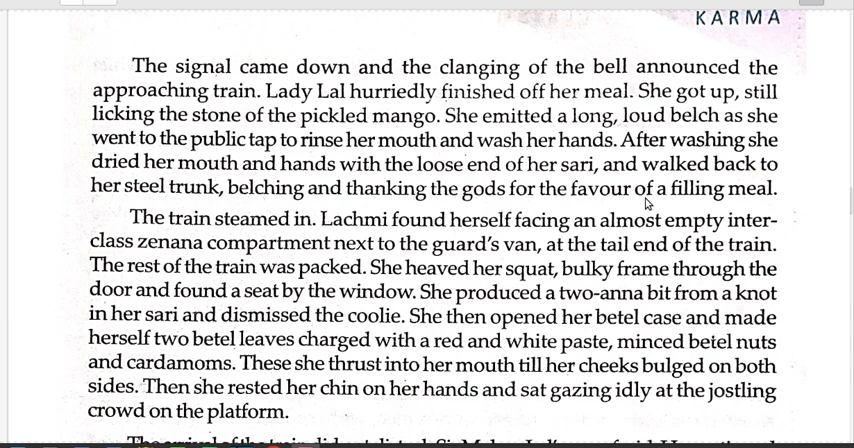 KARMA
The signal came down and the clanging of the bell announced the
approaching train. Lady Lal hurriedly finished off her meal. She got up, still
licking the stone of the pickled mango. She emitted a long, loud belch as she
went to the public tap to rinse her mouth and wash her hands. After washing she
dried her mouth and hands with the loose end of her sari, and walked back to
her steel trunk, belching and thanking the gods for the favour of a filling meal.
The train steamed in. Lachmi found herself facing an almost empty inter-
class zenana compartment next to the guard's van, at the tail end of the train.
The rest of the train was packed. She heaved her squat, bulky frame through the
door and found a seat by the window. She produced a two-anna bit from a knot
in her sari and dismissed the coolie. She then opened her betel case and made
herself two betel leaves charged with a red and white paste, minced betel nuts
and cardamoms. These she thrust into her mouth till her cheeks bulged on both
sides. Then she rested her chin on her hands and sat gazing idly at the jostling
crowd on the platform.